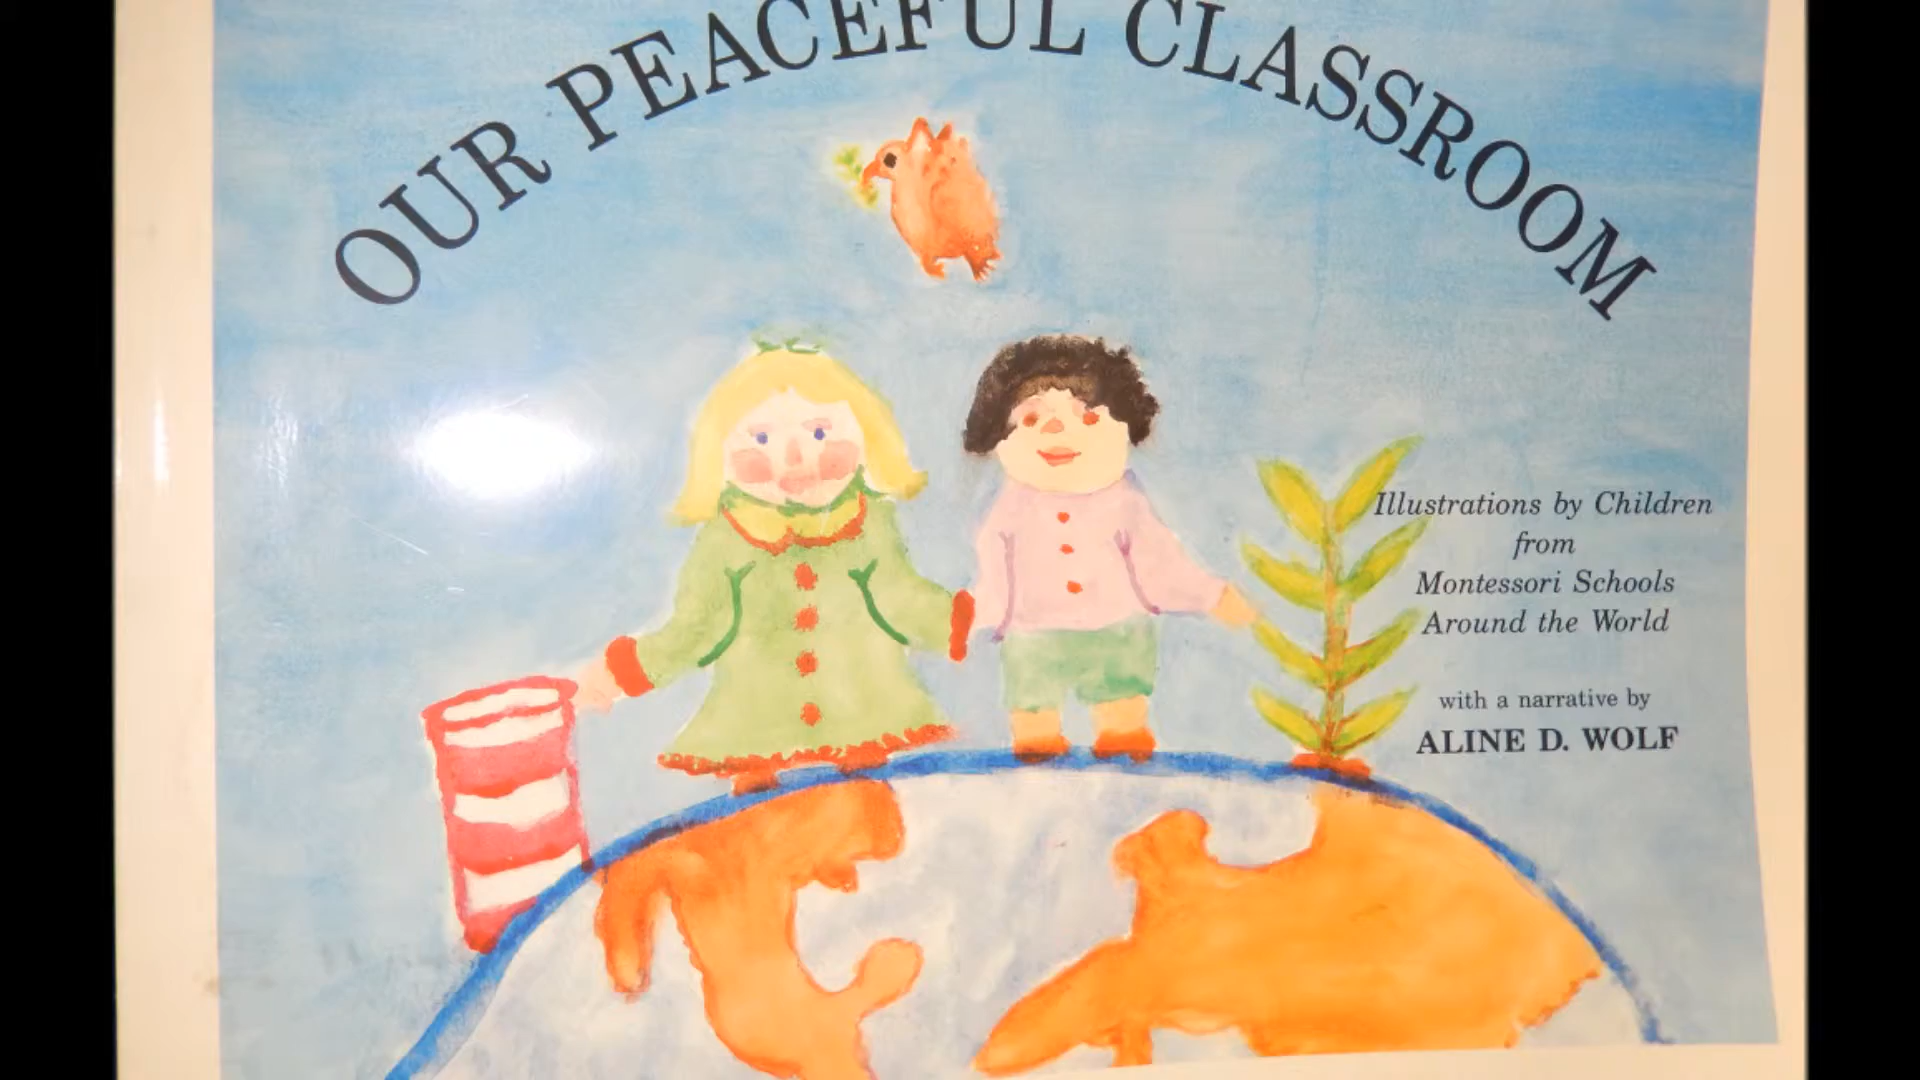 OUR PEACEFUL CLASSROOM
Illustrations by Children
from
Montessori Schools
Around the World
with a narrative by
ALINE D. WOLF